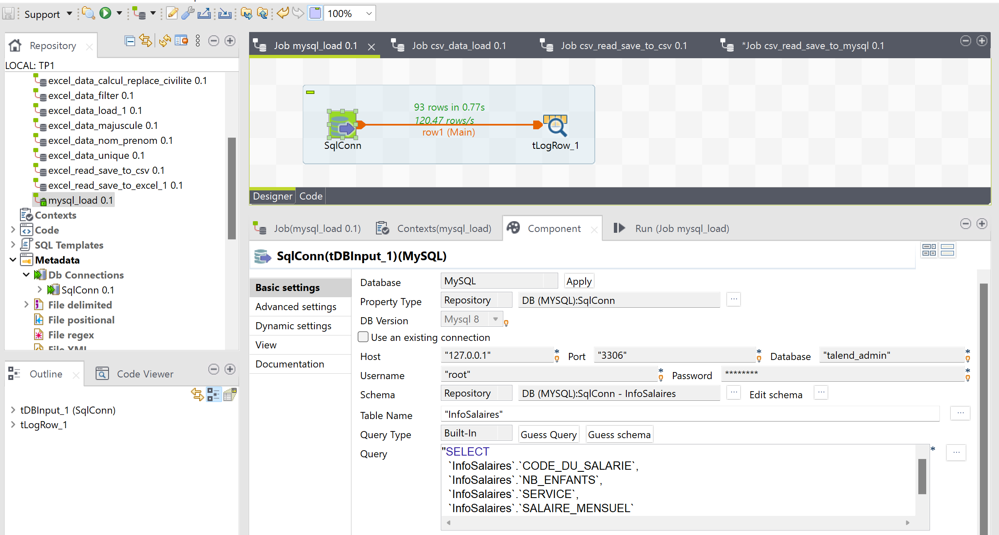 Support
100%
Repository
LOCAL: TP1
excel_data_calcul_replace_civilite 0.1
excel_data_filter 0.1
excel_data_load_1 0.1
excel_data_majuscule 0.1
excel_data_nom_prenom 0.1
excel_data_unique 0.1
excel_read_save_to_csv 0.1
excel_read_save_to_excel_1 0.1
mysql_load 0.1
Contexts
Code
SQL Templates
Metadata
Db Connections
SqlConn 0.1
File delimited
File positional
File regex
File XML
Outline
Code Viewer
tDBInput_1 (SqlConn)
tLogRow_1
Job mysql_load 0.1
Job csv_data_load 0.1
Job csv_read_save_to_csv 0.1
*Job csv_read_save_to_mysql 0.1
93 rows in 0.77s
120.47 rows/s
row1 (Main)
SqlConn
tLogRow_1
Designer
Code
Job(mysql_load 0.1)
Contexts(mysql_load)
Component
Run (Job mysql_load)
SqlConn(tDBInput_1)(MySQL)
Basic settings
Advanced settings
Dynamic settings
View
Documentation
Database MySQL Apply
Property Type Repository DB (MYSQL):SqlConn ...
DB Version Mysql 8
Use an existing connection
Host "127.0.0.1" * Port "3306" * Database "talend_admin" *
Username "root" * Password ******** *
Schema Repository DB (MYSQL):SqlConn - InfoSalaires ... Edit schema ...
Table Name "InfoSalaires" ...
Query Type Built-In Guess Query Guess schema
Query "SELECT * ...
`InfoSalaires`.`CODE_DU_SALARIE`,
`InfoSalaires`.`NB_ENFANTS`,
`InfoSalaires`.`SERVICE`,
`InfoSalaires`.`SALAIRE_MENSUEL`